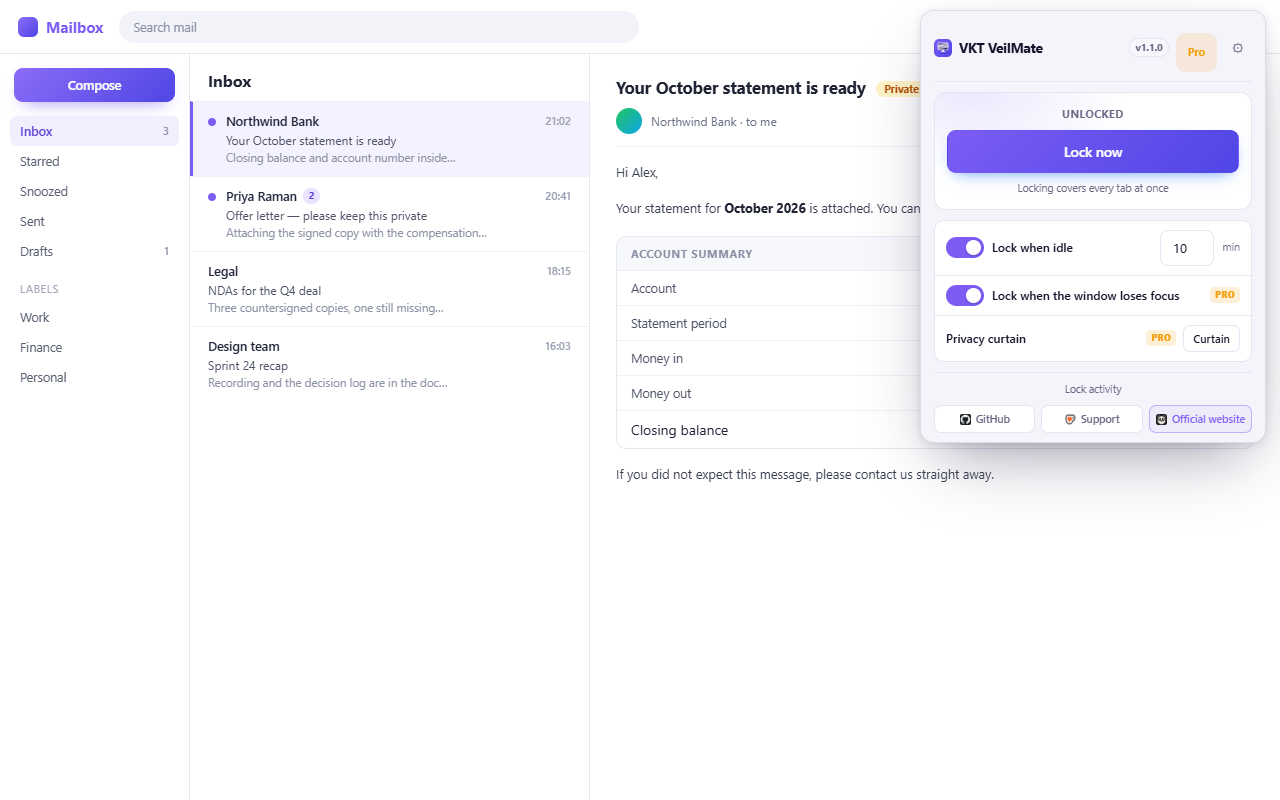 Mailbox
Search mail
Compose
Inbox 3
Starred
Snoozed
Sent
Drafts 1
LABELS
Work
Finance
Personal
Inbox
Northwind Bank 21:02
Your October statement is ready
Closing balance and account number inside...
Priya Raman 2 20:41
Offer letter — please keep this private
Attaching the signed copy with the compensation...
Legal 18:15
NDAs for the Q4 deal
Three countersigned copies, one still missing...
Design team 16:03
Sprint 24 recap
Recording and the decision log are in the doc...
Your October statement is ready Private
Northwind Bank · to me
Hi Alex,
Your statement for October 2026 is attached. You can
ACCOUNT SUMMARY
Account
Statement period
Money in
Money out
Closing balance
If you did not expect this message, please contact us straight away.
VKT VeilMate v1.1.0 Pro
UNLOCKED
Lock now
Locking covers every tab at once
Lock when idle 10 min
Lock when the window loses focus PRO
Privacy curtain PRO Curtain
Lock activity
GitHub Support Official website